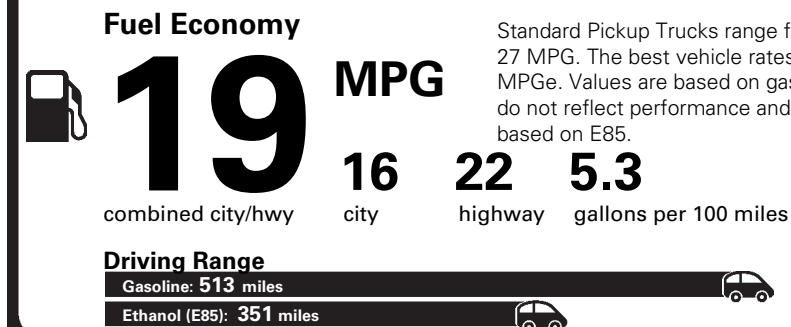 Fuel Economy
19
MPG
Standard Pickup Trucks range f
27 MPG. The best vehicle rates
MPGe. Values are based on gas
do not reflect performance and
based on E85.
16 22 5.3
combined city/hwy city highway gallons per 100 miles
Driving Range
Gasoline: 513 miles
Ethanol (E85): 351 miles